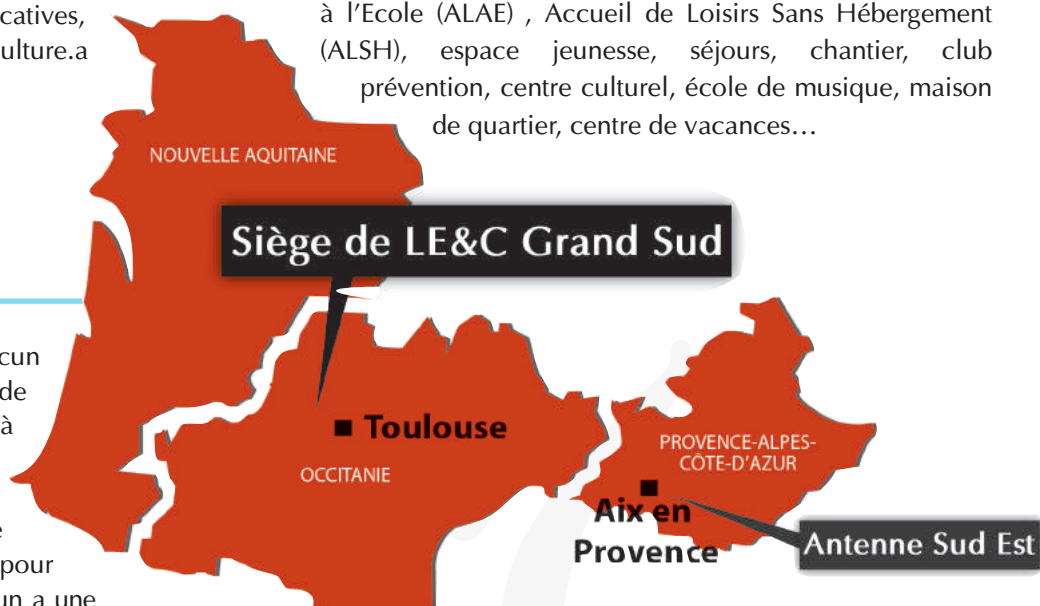 catives,
ulture.a
à l'Ecole (ALAE) , Accueil de Loisirs Sans Hébergement
(ALSH), espace jeunesse, séjours, chantier, club
prévention, centre culturel, école de musique, maison
de quartier, centre de vacances…
NOUVELLE AQUITAINE
Siège de LE&C Grand Sud
cun
de
à
Toulouse
OCCITANIE
PROVENCE-ALPES-
CÔTE-D'AZUR
Aix en
Provence
Antenne Sud Est
e
pour
un a une